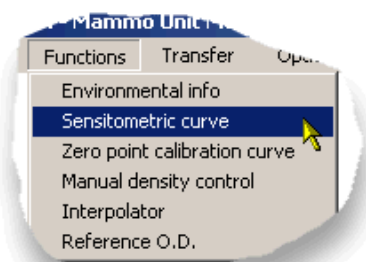 Mammo Unit
Functions Transfer
Environmental info
Sensitometric curve
Zero point calibration curve
Manual density control
Interpolator
Reference O.D.